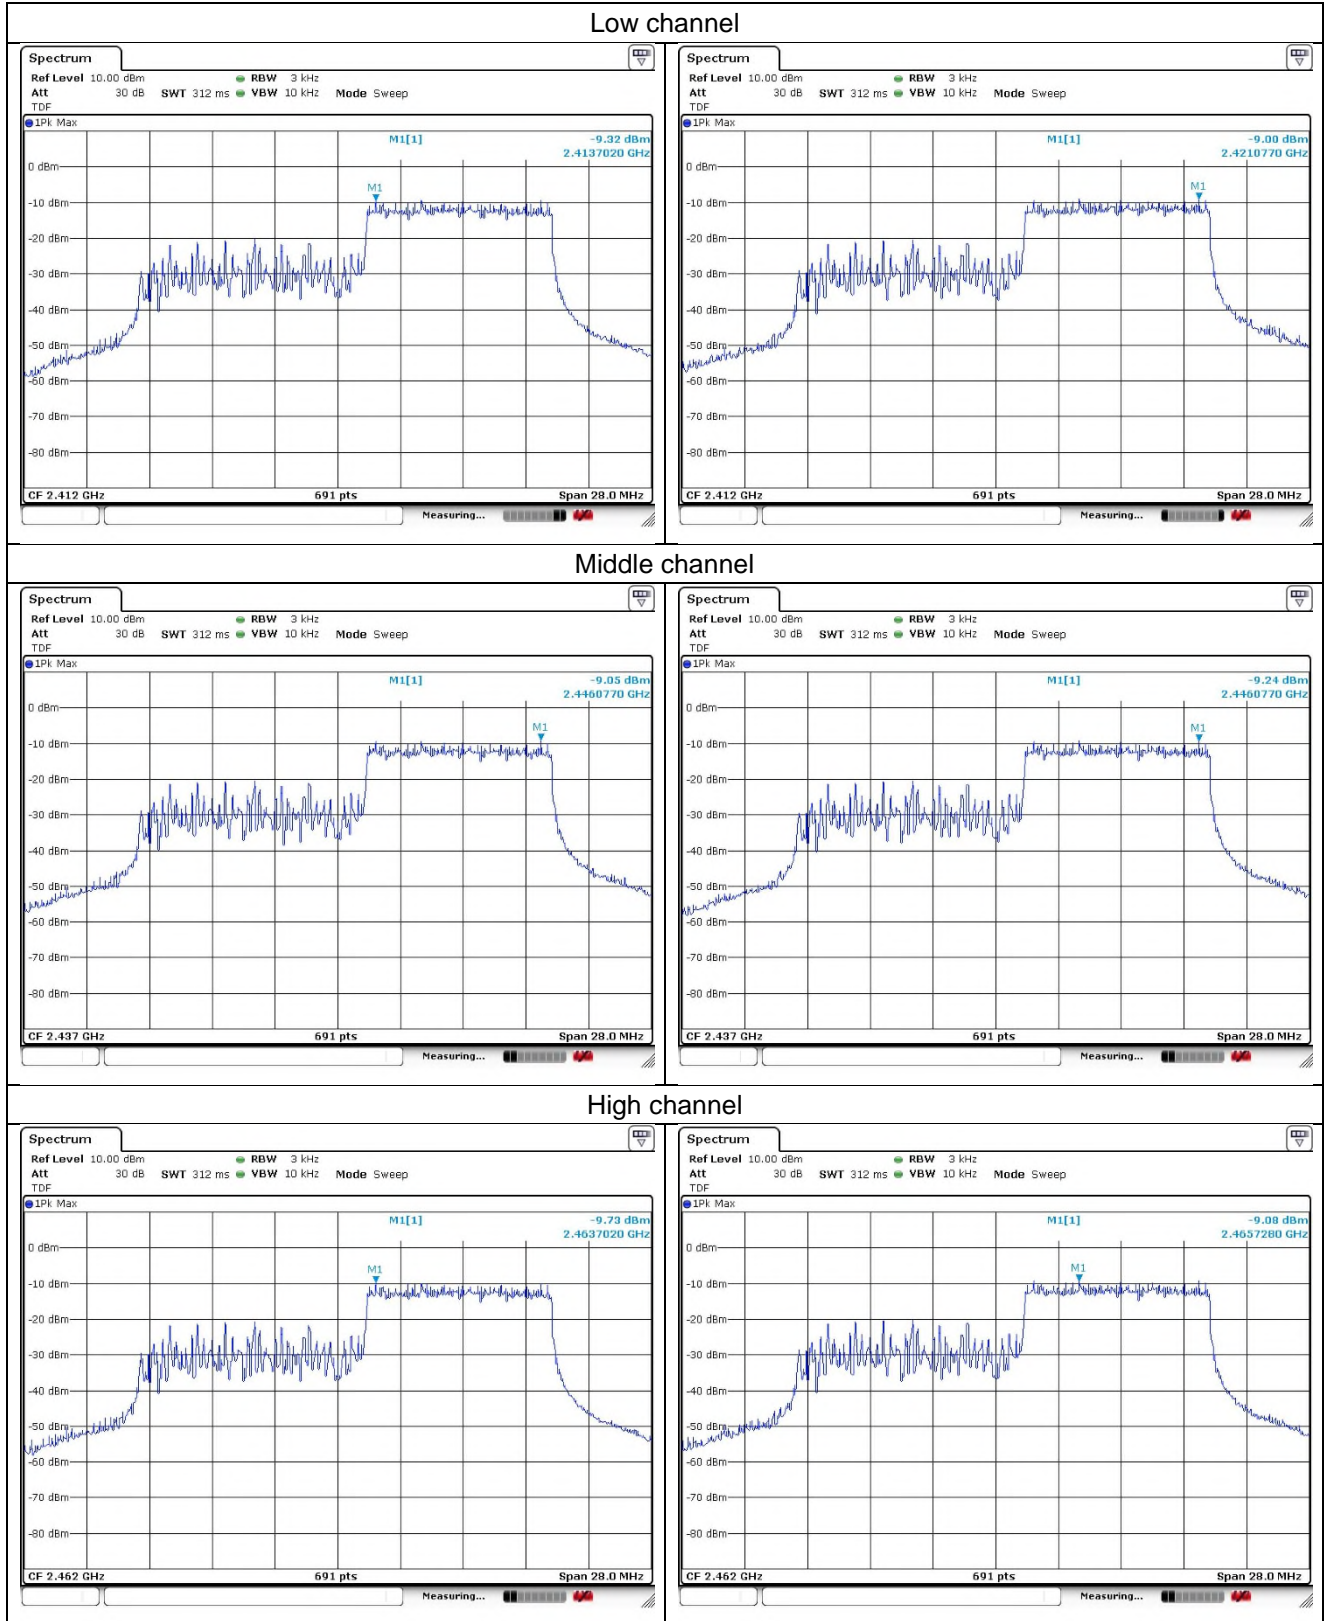 Low channel
Spectrum
Ref Level 10.00 dBm RBW 3 kHz
Att 30 dB SWT 312 ms VBW 10 kHz Mode Sweep
TDF
1Pk Max
M1[1] -9.32 dBm
2.4137020 GHz
0 dBm
M1
-10 dBm
-20 dBm
-30 dBm
-40 dBm
-50 dBm
-60 dBm
-70 dBm
-80 dBm
CF 2.412 GHz 691 pts Span 28.0 MHz
Measuring...
Spectrum
Ref Level 10.00 dBm RBW 3 kHz
Att 30 dB SWT 312 ms VBW 10 kHz Mode Sweep
TDF
1Pk Max
M1[1] -9.00 dBm
2.4210770 GHz
0 dBm
M1
-10 dBm
-20 dBm
-30 dBm
-40 dBm
-50 dBm
-60 dBm
-70 dBm
-80 dBm
CF 2.412 GHz 691 pts Span 28.0 MHz
Measuring...
Middle channel
Spectrum
Ref Level 10.00 dBm RBW 3 kHz
Att 30 dB SWT 312 ms VBW 10 kHz Mode Sweep
TDF
1Pk Max
M1[1] -9.05 dBm
2.4460770 GHz
0 dBm
M1
-10 dBm
-20 dBm
-30 dBm
-40 dBm
-50 dBm
-60 dBm
-70 dBm
-80 dBm
CF 2.437 GHz 691 pts Span 28.0 MHz
Measuring...
Spectrum
Ref Level 10.00 dBm RBW 3 kHz
Att 30 dB SWT 312 ms VBW 10 kHz Mode Sweep
TDF
1Pk Max
M1[1] -9.24 dBm
2.4460770 GHz
0 dBm
M1
-10 dBm
-20 dBm
-30 dBm
-40 dBm
-50 dBm
-60 dBm
-70 dBm
-80 dBm
CF 2.437 GHz 691 pts Span 28.0 MHz
Measuring...
High channel
Spectrum
Ref Level 10.00 dBm RBW 3 kHz
Att 30 dB SWT 312 ms VBW 10 kHz Mode Sweep
TDF
1Pk Max
M1[1] -9.73 dBm
2.4637020 GHz
0 dBm
M1
-10 dBm
-20 dBm
-30 dBm
-40 dBm
-50 dBm
-60 dBm
-70 dBm
-80 dBm
CF 2.462 GHz 691 pts Span 28.0 MHz
Measuring...
Spectrum
Ref Level 10.00 dBm RBW 3 kHz
Att 30 dB SWT 312 ms VBW 10 kHz Mode Sweep
TDF
1Pk Max
M1[1] -9.08 dBm
2.4657280 GHz
0 dBm
M1
-10 dBm
-20 dBm
-30 dBm
-40 dBm
-50 dBm
-60 dBm
-70 dBm
-80 dBm
CF 2.462 GHz 691 pts Span 28.0 MHz
Measuring...